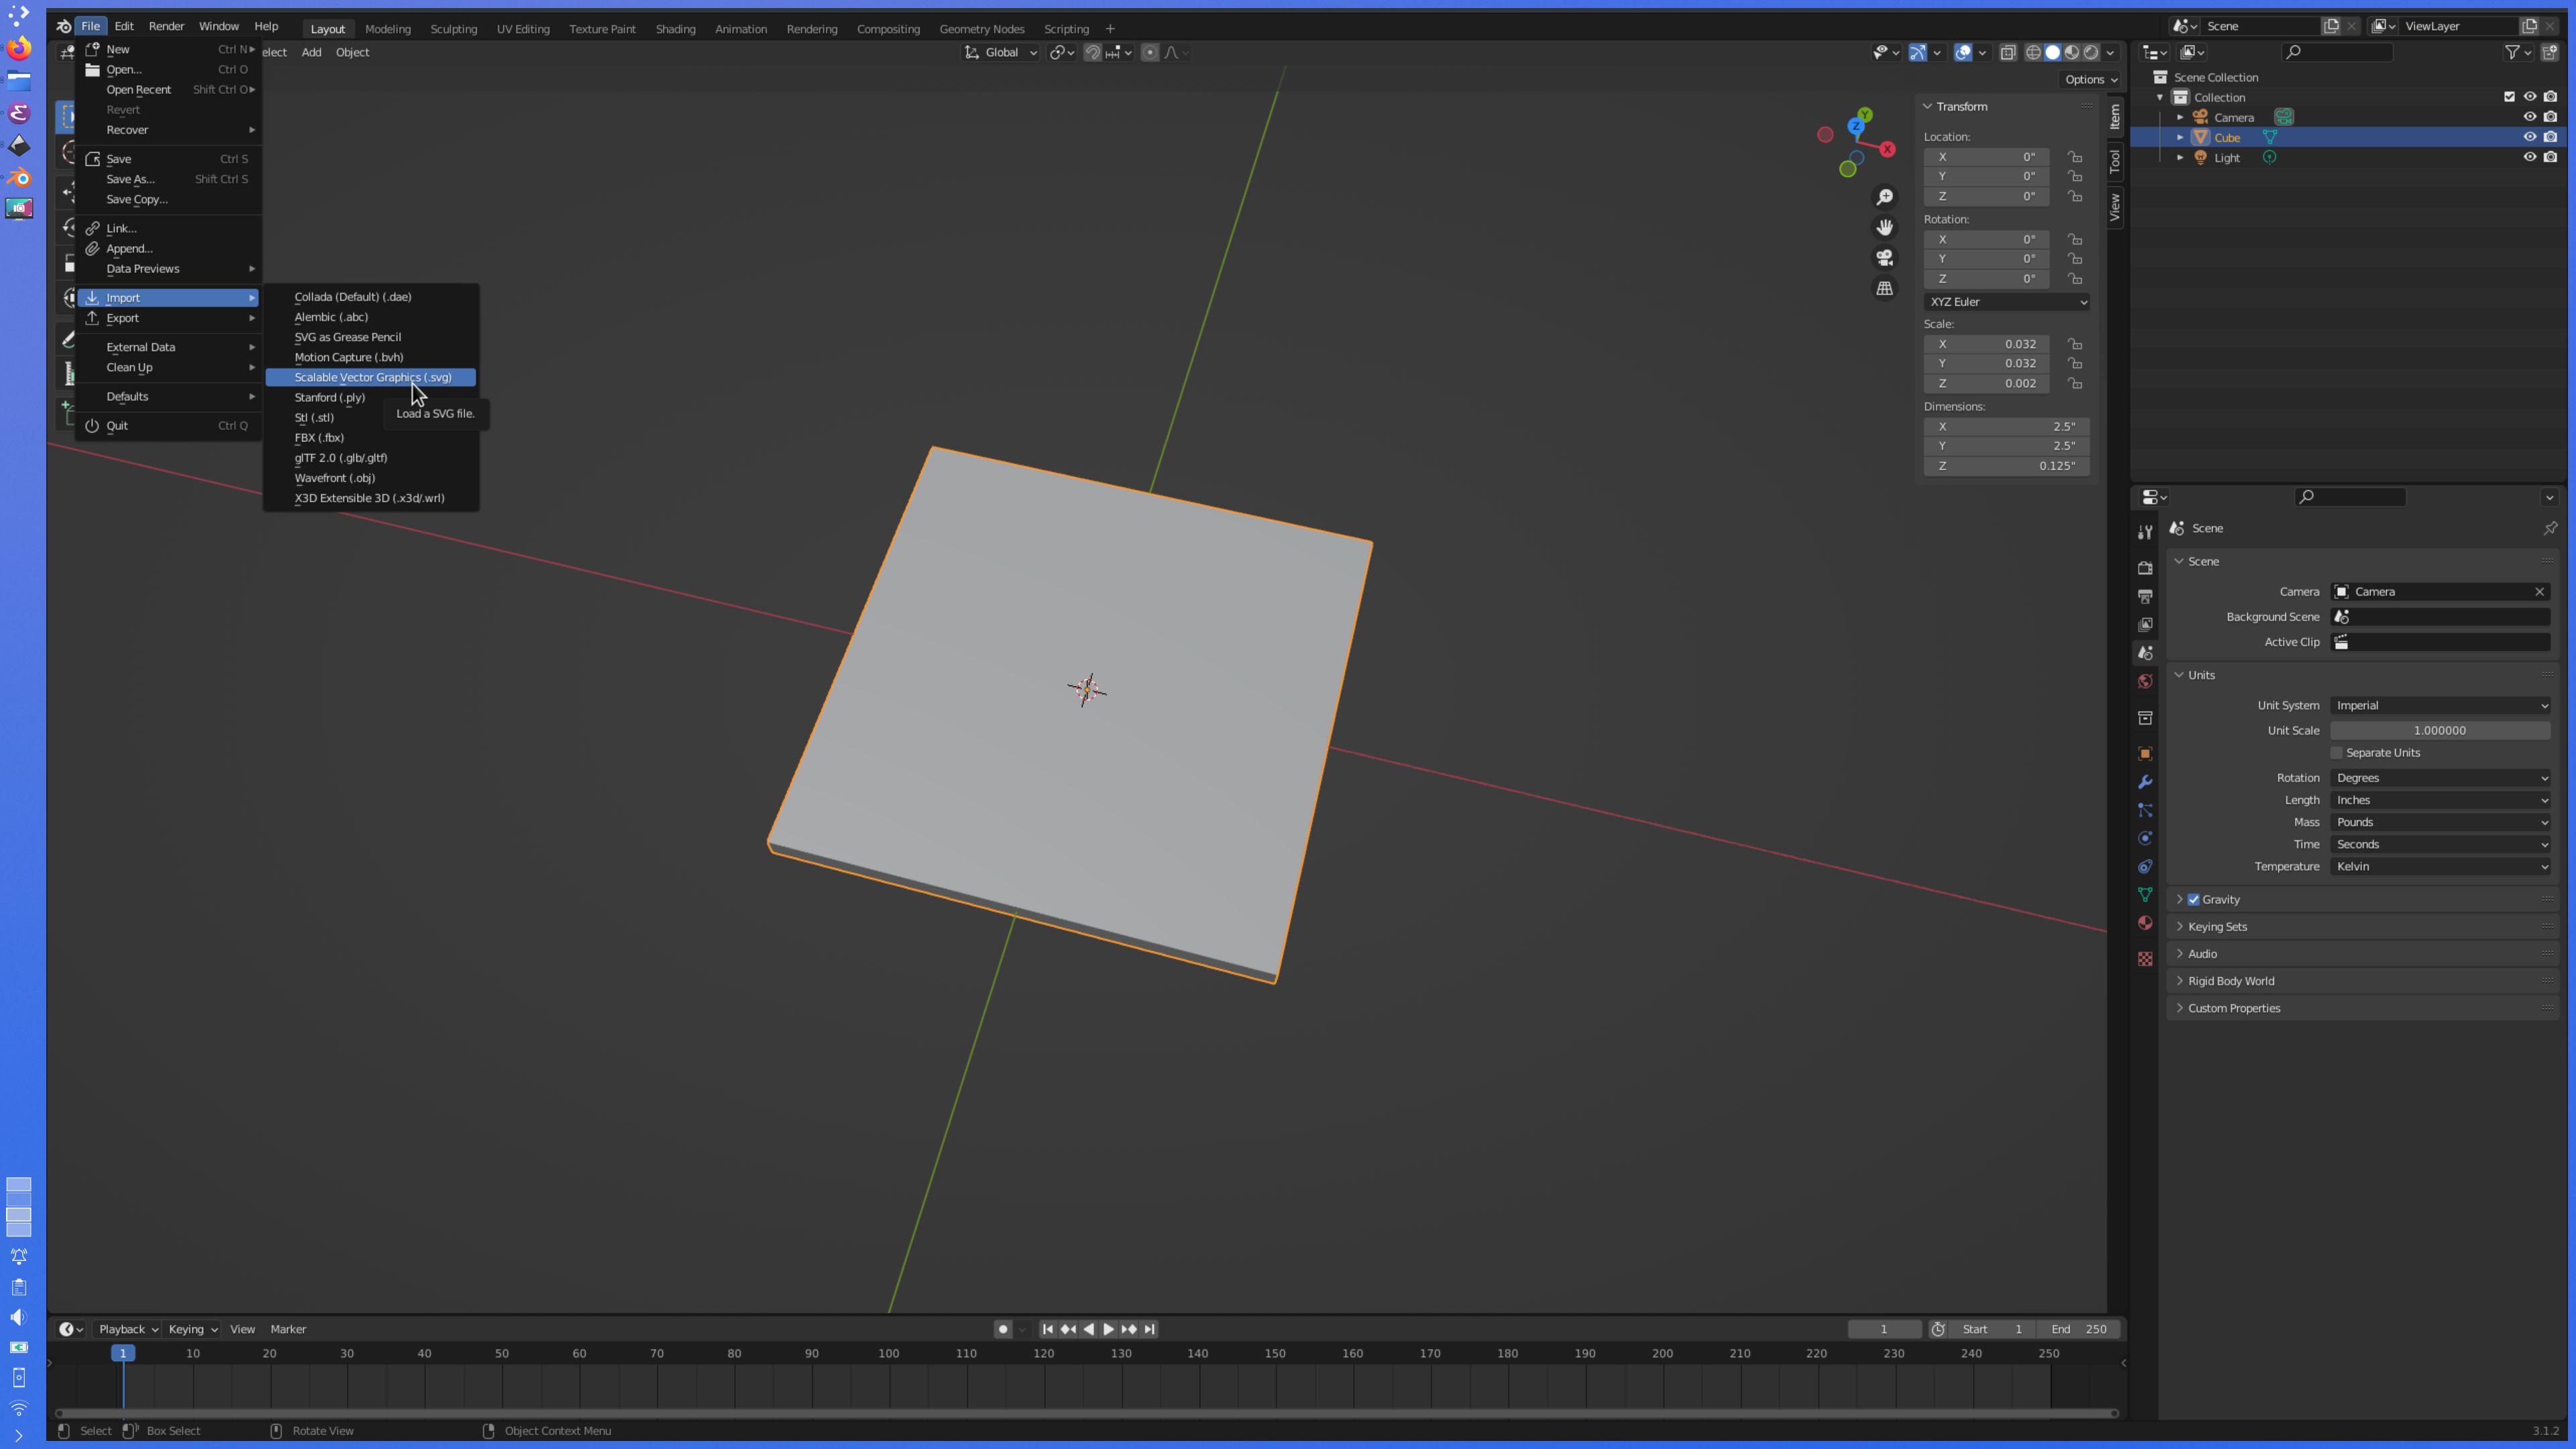 File Edit Render Window Help Layout Modeling Sculpting UV Editing Texture Paint Shading Animation Rendering Compositing Geometry Nodes Scripting + Scene ViewLayer
New Ctrl N
Open... Ctrl O
Open Recent Shift Ctrl O
Revert
Recover
Save Ctrl S
Save As... Shift Ctrl S
Save Copy...
Link...
Append...
Data Previews
Import
Export
External Data
Clean Up
Defaults
Quit Ctrl Q
Collada (Default) (.dae)
Alembic (.abc)
SVG as Grease Pencil
Motion Capture (.bvh)
Scalable Vector Graphics (.svg)
Stanford (.ply)
Stl (.stl)
FBX (.fbx)
glTF 2.0 (.glb/.gltf)
Wavefront (.obj)
X3D Extensible 3D (.x3d/.wrl)
Load a SVG file.
Add Object
Global
Options
Y
Z
X
Transform
Location:
X 0"
Y 0"
Z 0"
Rotation:
X 0°
Y 0°
Z 0°
XYZ Euler
Scale:
X 0.032
Y 0.032
Z 0.002
Dimensions:
X 2.5"
Y 2.5"
Z 0.125"
Item
Tool
View
Scene Collection
Collection
Camera
Cube
Light
Scene
Scene
Camera Camera
Background Scene
Active Clip
Units
Unit System Imperial
Unit Scale 1.000000
Separate Units
Rotation Degrees
Length Inches
Mass Pounds
Time Seconds
Temperature Kelvin
Gravity
Keying Sets
Audio
Rigid Body World
Custom Properties
Playback Keying View Marker 1 Start 1 End 250
1 10 20 30 40 50 60 70 80 90 100 110 120 130 140 150 160 170 180 190 200 210 220 230 240 250
Select Box Select Rotate View Object Context Menu 3.1.2